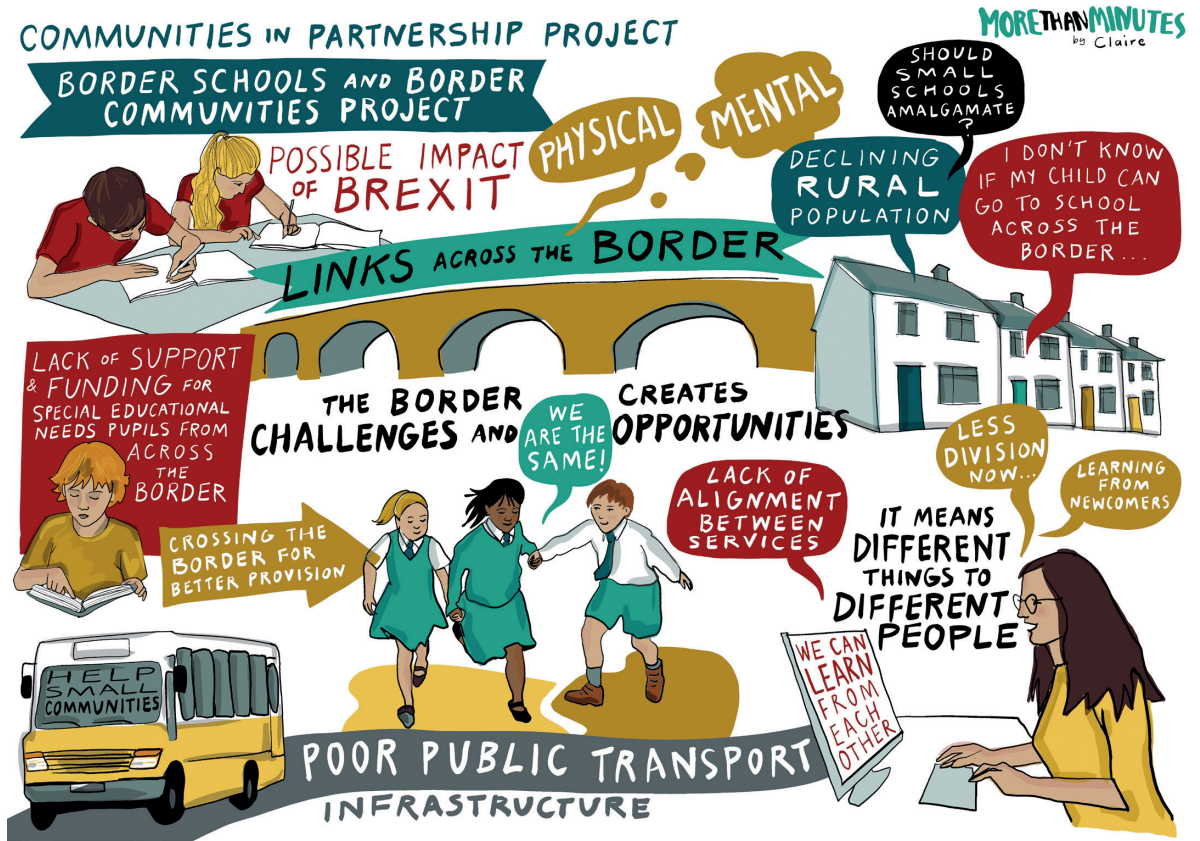 COMMUNITIES IN PARTNERSHIP PROJECT
BORDER SCHOOLS AND BORDER
COMMUNITIES PROJECT
MORETHANMINUTES
by Claire
POSSIBLE IMPACT
OF BREXIT
PHYSICAL
MENTAL
SHOULD
SMALL
SCHOOLS
AMALGAMATE
?
DECLINING
RURAL
POPULATION
I DON'T KNOW
IF MY CHILD CAN
GO TO SCHOOL
ACROSS THE
BORDER...
LINKS ACROSS THE BORDER
LACK OF SUPPORT
& FUNDING FOR
SPECIAL EDUCATIONAL
NEEDS PUPILS FROM
ACROSS
THE
BORDER
THE BORDER CREATES
CHALLENGES AND OPPORTUNITIES
WE
ARE THE
SAME!
LESS
DIVISION
NOW...
LEARNING
FROM
NEWCOMERS
CROSSING THE
BORDER FOR
BETTER PROVISION
LACK OF
ALIGNMENT
BETWEEN
SERVICES
IT MEANS
DIFFERENT
THINGS TO
DIFFERENT
PEOPLE
HELP
SMALL
COMMUNITIES
WE CAN
LEARN
FROM
EACH
OTHER
POOR PUBLIC TRANSPORT
INFRASTRUCTURE